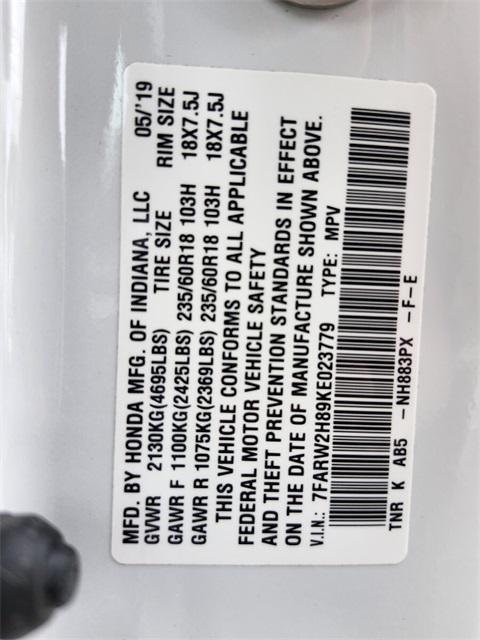 MFD. BY HONDA MFG. OF INDIANA, LLC 05/'19
GVWR 2130KG(4695LBS) TIRE SIZE RIM SIZE
GAWR F 1100KG(2425LBS) 235/60R18 103H 18X7.5J
GAWR R 1075KG(2369LBS) 235/60R18 103H 18X7.5J
THIS VEHICLE CONFORMS TO ALL APPLICABLE
FEDERAL MOTOR VEHICLE SAFETY
AND THEFT PREVENTION STANDARDS IN EFFECT
ON THE DATE OF MANUFACTURE SHOWN ABOVE.
V.I.N.: 7FARW2H89KE023779 TYPE: MPV
TNR K AB5 -NH883PX -F-E